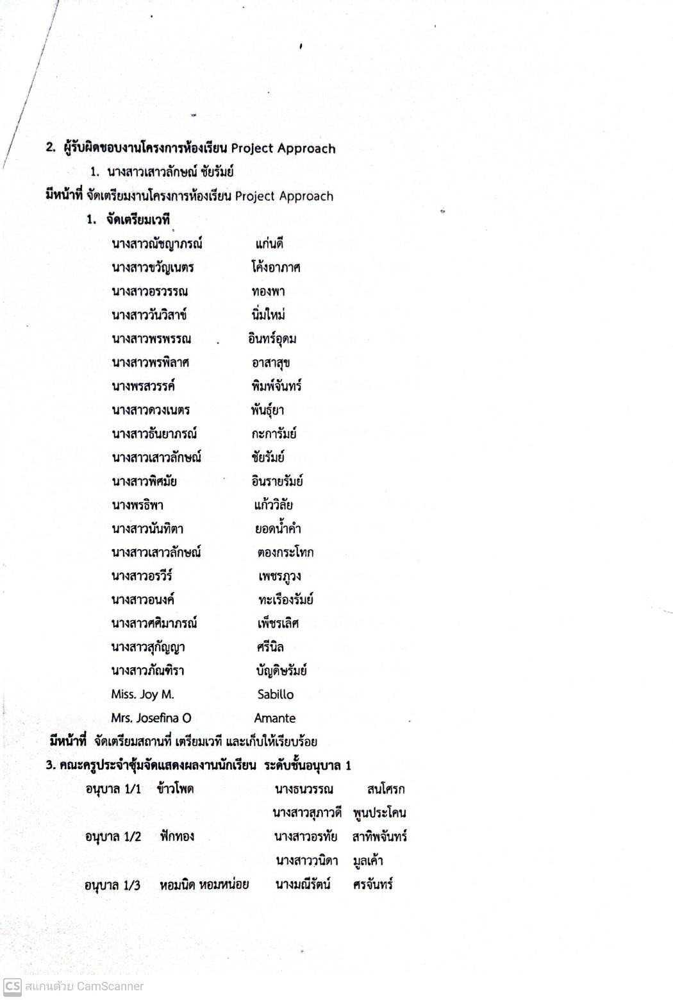 2. ผู้รับผิดชอบงานโครงการห้องเรียน Project Approach
1. นางสาวเสาวลักษณ์ ชัยรัมย์
มีหน้าที่ จัดเตรียมงานโครงการห้องเรียน Project Approach
1. จัดเตรียมเวที
นางสาวณัชญาภรณ์ แก่นดี
นางสาวขวัญเนตร โค้งอาภาศ
นางสาวอรวรรณ ทองพา
นางสาววันวิสาข์ นิ่มใหม่
นางสาวพรพรรณ อินทร์อุดม
นางสาวพรพิลาศ อาสาสุข
นางพรสวรรค์ พิมพ์จันทร์
นางสาวดวงเนตร พันธุ์ยา
นางสาวธันยาภรณ์ กะการัมย์
นางสาวเสาวลักษณ์ ชัยรัมย์
นางสาวพิศมัย อินรายรัมย์
นางพรธิพา แก้ววิลัย
นางสาวนันทิตา ยอดน้ำคำ
นางสาวเสาวลักษณ์ ตองกระโทก
นางสาวอรวีร์ เพชรภูวง
นางสาวอนงค์ ทะเรืองรัมย์
นางสาวศศิมาภรณ์ เพ็ชรเลิศ
นางสาวสุกัญญา ศรีนิล
นางสาวภัณฑิรา บัญดิษรัมย์
Miss. Joy M. Sabillo
Mrs. Josefina O Amante
มีหน้าที่ จัดเตรียมสถานที่ เตรียมเวที และเก็บให้เรียบร้อย
3. คณะครูประจำซุ้มจัดแสดงผลงานนักเรียน ระดับชั้นอนุบาล 1
อนุบาล 1/1 ข้าวโพด นางธนวรรณ สนโศรก
นางสาวสุภาวดี พูนประโคน
อนุบาล 1/2 ฟักทอง นางสาวอรทัย สาทิพจันทร์
นางสาววนิดา มูลเค้า
อนุบาล 1/3 หอมนิด หอมหน่อย นางมณีรัตน์ ศรจันทร์
CS สแกนด้วย CamScanner